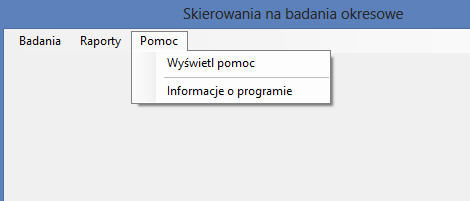 Skierowania na badania okresowe
Badania Raporty Pomoc
Wyświetl pomoc
Informacje o programie